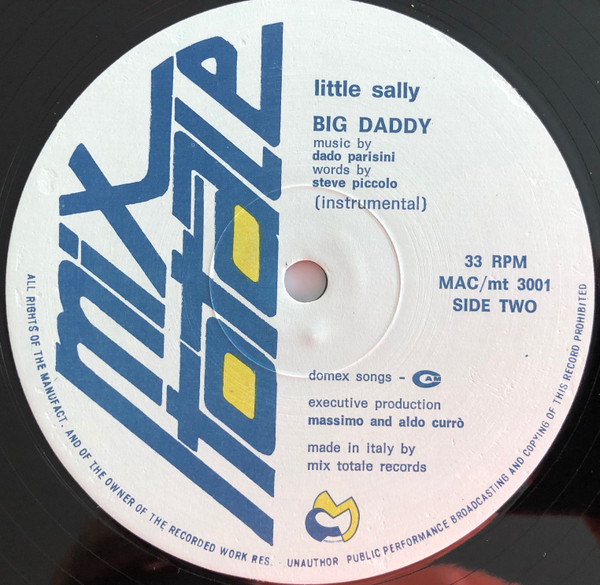 mix totale
little sally
BIG DADDY
music by
dado parisini
words by
steve piccolo
(instrumental)
33 RPM
MAC/mt 3001
SIDE TWO
domex songs - CAM
executive production
massimo and aldo currò
made in italy by
mix totale records
ALL RIGHTS OF THE MANUFACT. AND OF THE OWNER OF THE RECORDED WORK RES. - UNAUTHOR PUBLIC PERFORMANCE BROADCASTING AND COPYING OF THIS RECORD PROHIBITED